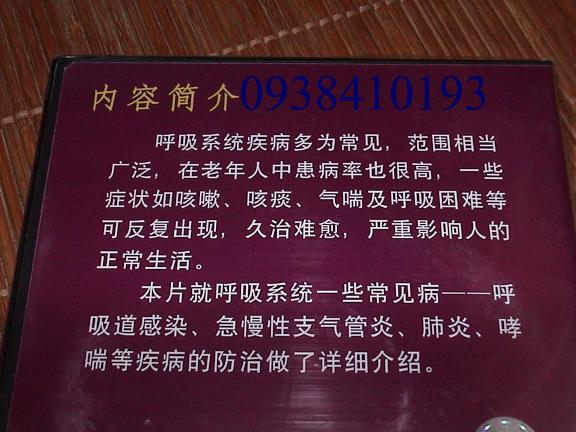 内容简介0938410193
呼吸系统疾病多为常见，范围相当
广泛，在老年人中患病率也很高，一些
症状如咳嗽、咳痰、气喘及呼吸困难等
可反复出现，久治难愈，严重影响人的
正常生活。
本片就呼吸系统一些常见病——呼
吸道感染、急慢性支气管炎、肺炎、哮
喘等疾病的防治做了详细介绍。